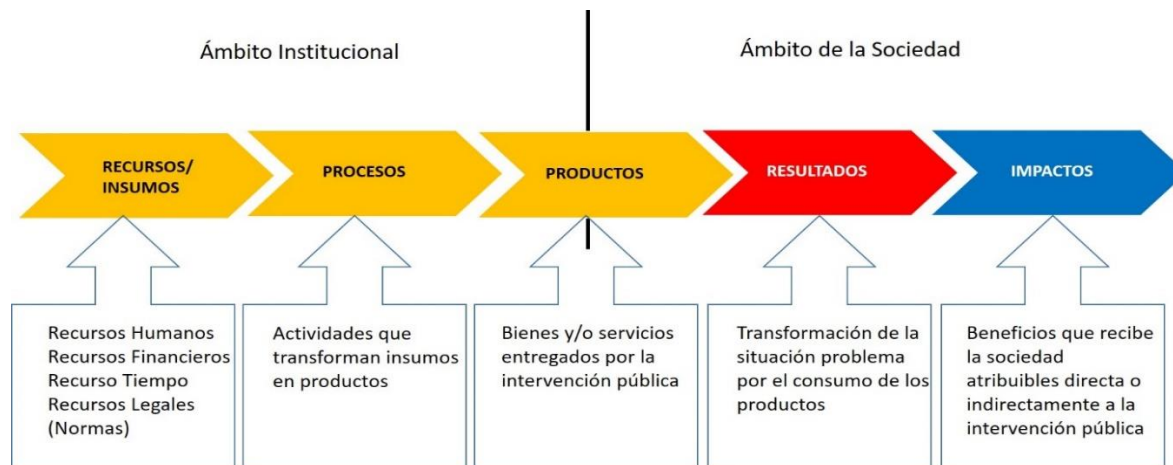 Ámbito Institucional
Ámbito de la Sociedad
RECURSOS/
INSUMOS
PROCESOS
PRODUCTOS
RESULTADOS
IMPACTOS
Recursos Humanos
Recursos Financieros
Recurso Tiempo
Recursos Legales
(Normas)
Actividades que
transforman insumos
en productos
Bienes y/o servicios
entregados por la
intervención pública
Transformación de la
situación problema
por el consumo de los
productos
Beneficios que recibe
la sociedad
atribuibles directa o
indirectamente a la
intervención pública